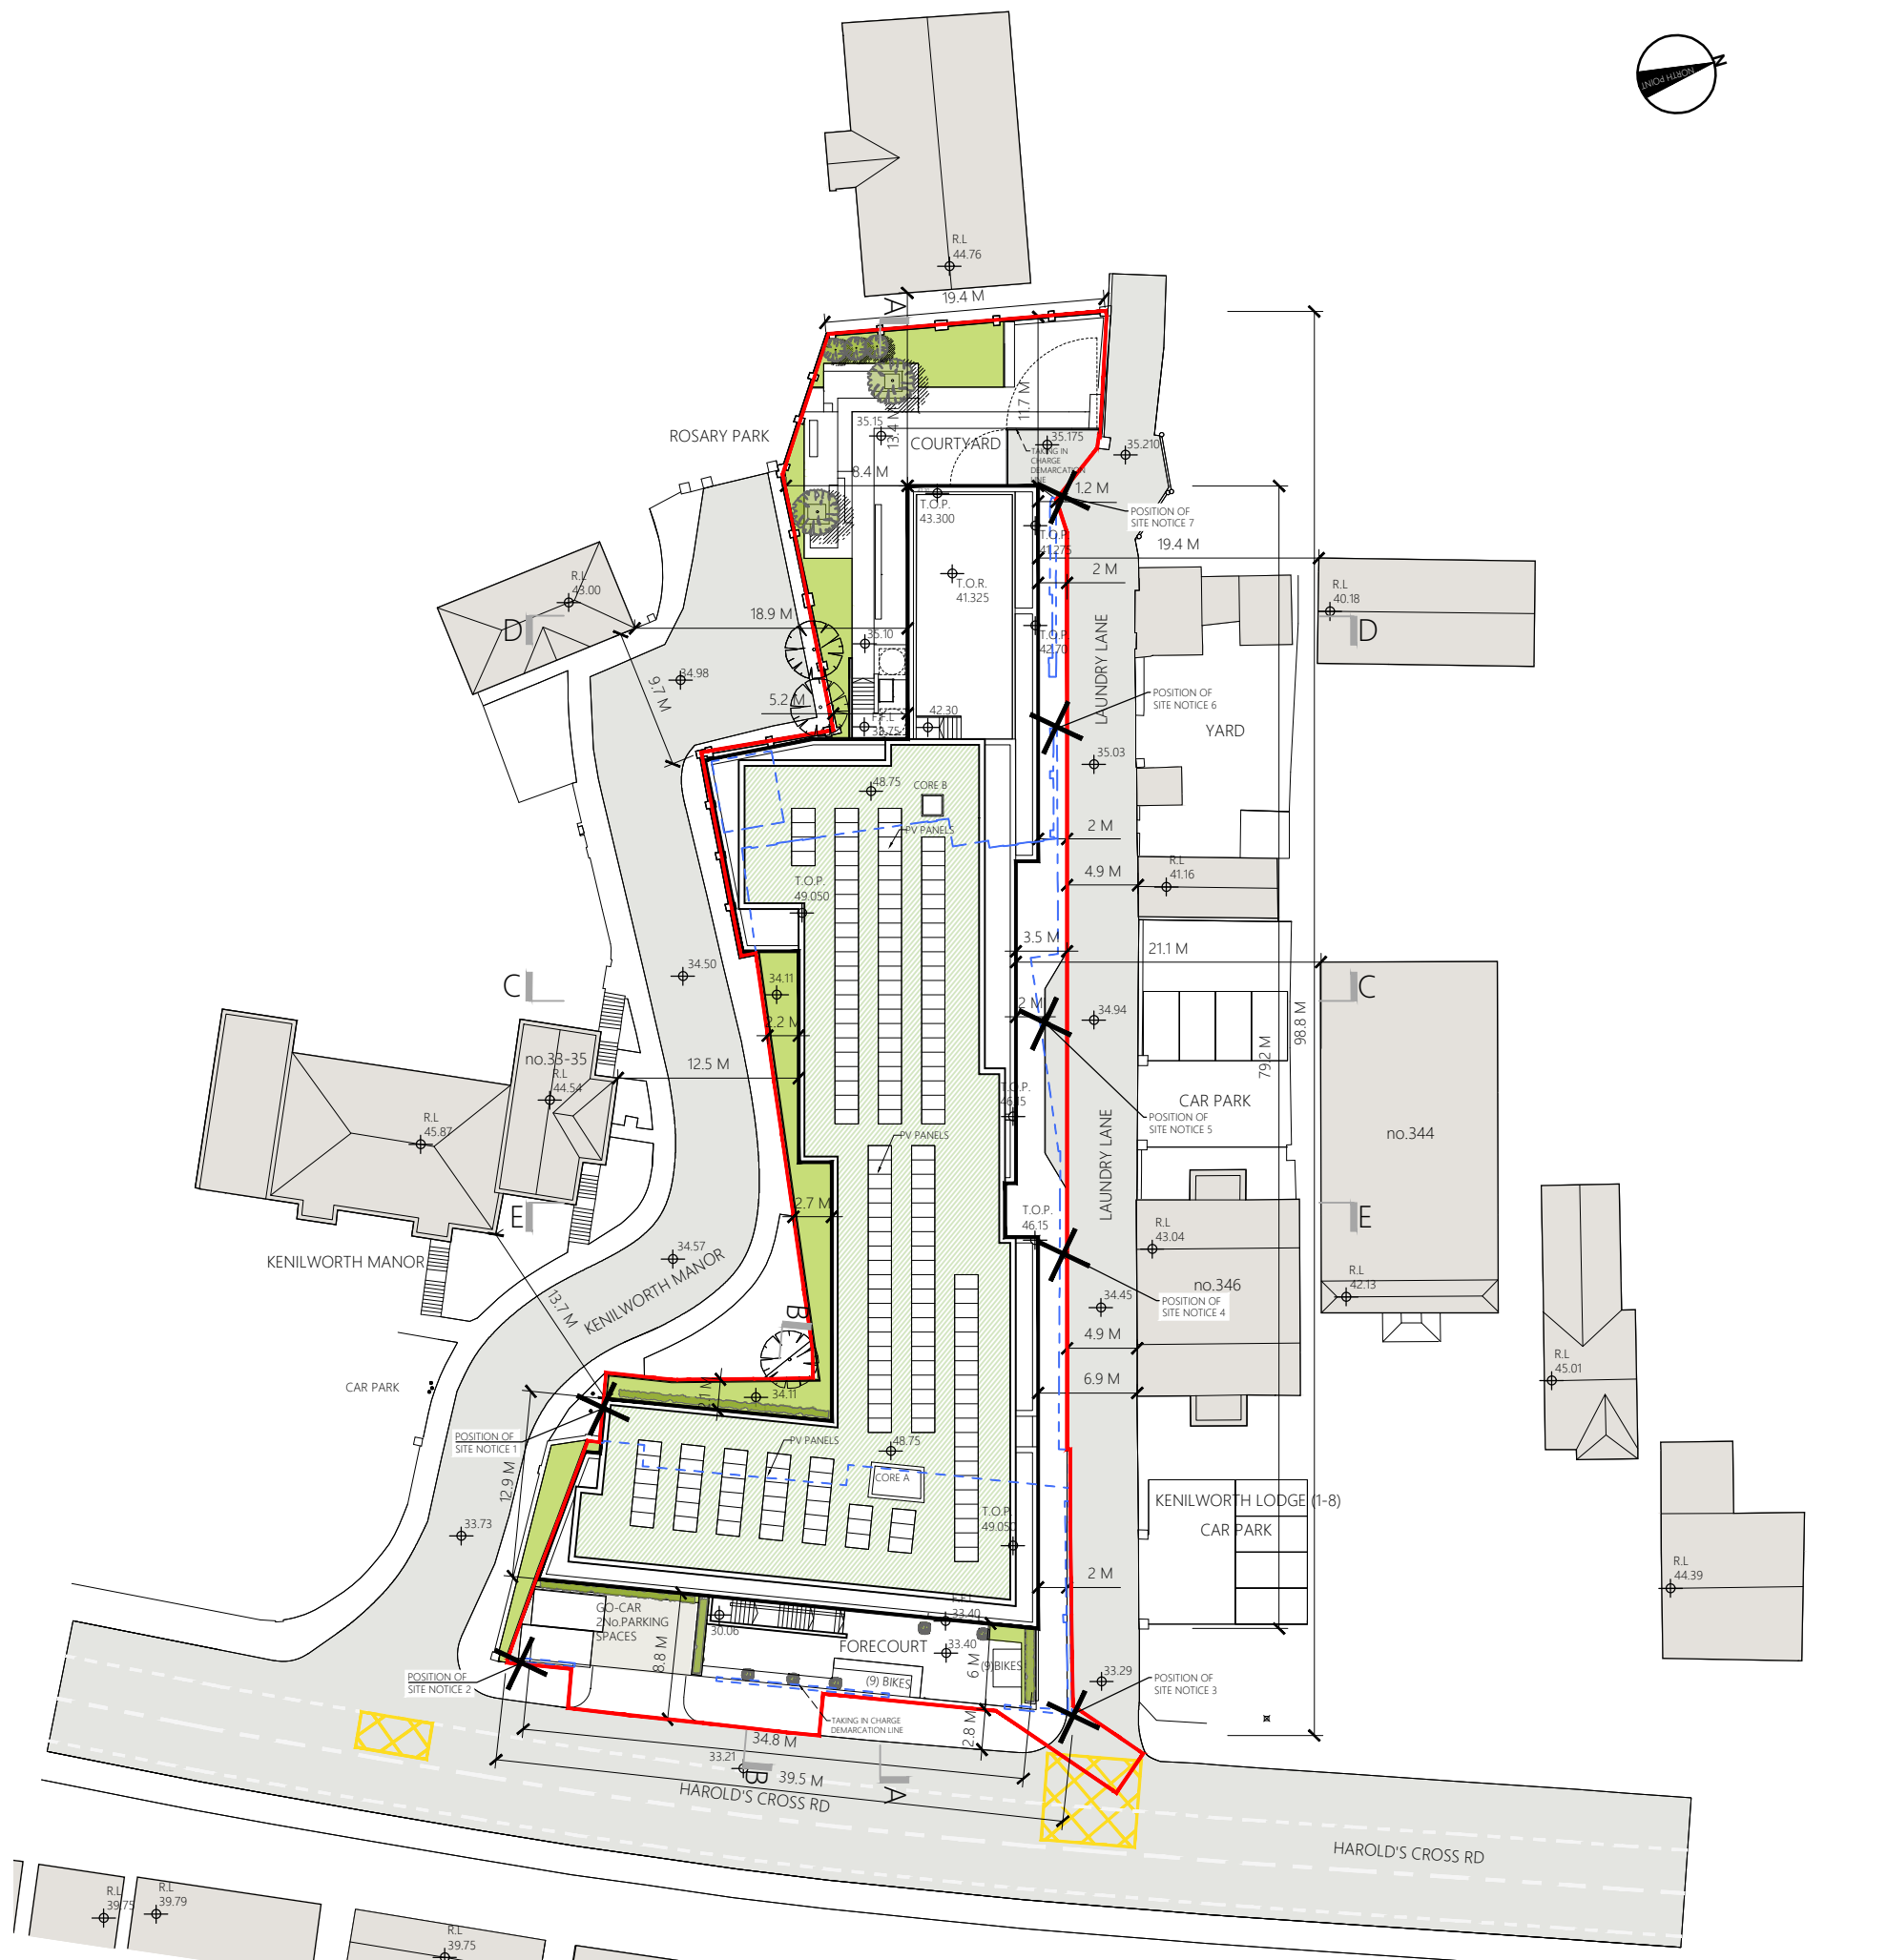 N
NORTH POINT
R.L
44.76
19.4 M
A
11.7 M
13.4 M
35.15
ROSARY PARK
COURTYARD
35.175
35.210
TAKING IN
CHARGE
DEMARCATION
LINE
8.4 M
1.2 M
T.O.P.
43.300
POSITION OF
SITE NOTICE 7
T.O.P.
41.275
19.4 M
R.L
43.00
T.O.R.
41.325
2 M
R.L
40.18
18.9 M
D
35.10
T.O.P.
42.70
D
LAUNDRY LANE
34.98
9.7 M
5.2 M
42.30
F.F.L
POSITION OF
SITE NOTICE 6
YARD
35.03
48.75
CORE B
PV PANELS
2 M
T.O.P.
49.050
4.9 M
R.L
41.16
3.5 M
21.1 M
34.50
34.11
C
2 M
34.94
C
98.8 M
79.2 M
2.2 M
no.33-35
R.L
44.54
12.5 M
T.O.P.
46.15
CAR PARK
POSITION OF
SITE NOTICE 5
R.L
45.87
PV PANELS
no.344
LAUNDRY LANE
2.7 M
E
T.O.P.
46.15
R.L
43.04
E
KENILWORTH MANOR
34.57
KENILWORTH MANOR
13.7 M
B
no.346
POSITION OF
SITE NOTICE 4
R.L
42.13
34.45
4.9 M
R.L
45.01
CAR PARK
34.11
6.9 M
POSITION OF
SITE NOTICE 1
PV PANELS
48.75
CORE A
12.9 M
KENILWORTH LODGE (1-8)
CAR PARK
T.O.P.
49.050
33.73
2 M
R.L
44.39
GO-CAR
2No.PARKING
SPACES
30.06
F.F.L
33.40
FORECOURT
33.40
8.8 M
6 M
(9)BIKES
(9) BIKES
POSITION OF
SITE NOTICE 2
33.29
POSITION OF
SITE NOTICE 3
TAKING IN CHARGE
DEMARCATION LINE
2.8 M
34.8 M
33.21
B
39.5 M
A
HAROLD'S CROSS RD
HAROLD'S CROSS RD
R.L
39.75
R.L
39.79
R.L
39.75